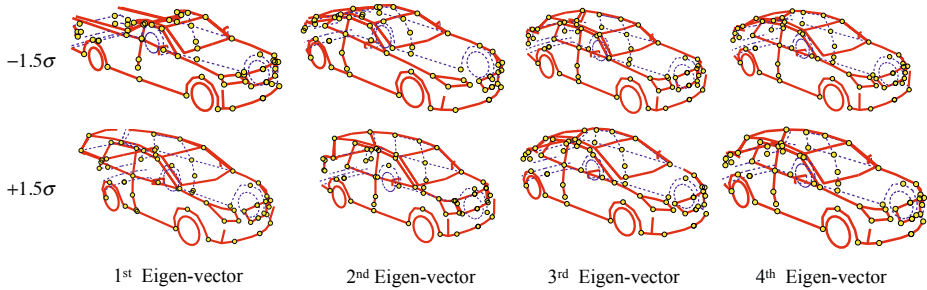 −1.5σ
+1.5σ
1st Eigen-vector
2nd Eigen-vector
3rd Eigen-vector
4th Eigen-vector